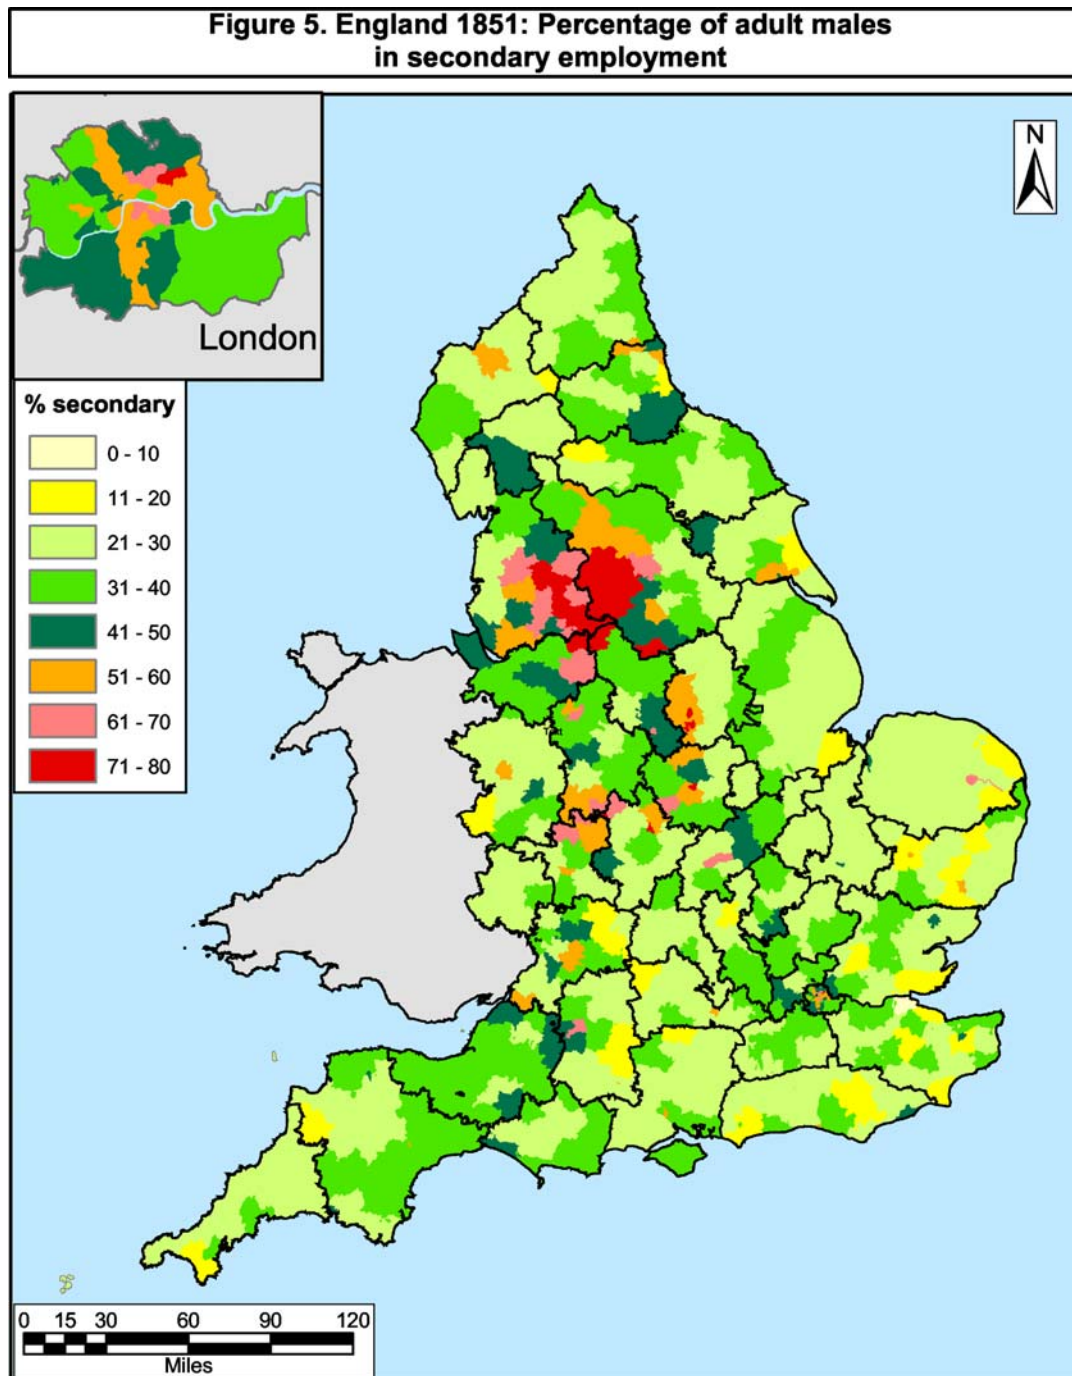 Figure 5. England 1851: Percentage of adult males
in secondary employment
N
London
% secondary
0 - 10
11 - 20
21 - 30
31 - 40
41 - 50
51 - 60
61 - 70
71 - 80
0 15 30 60 90 120
Miles